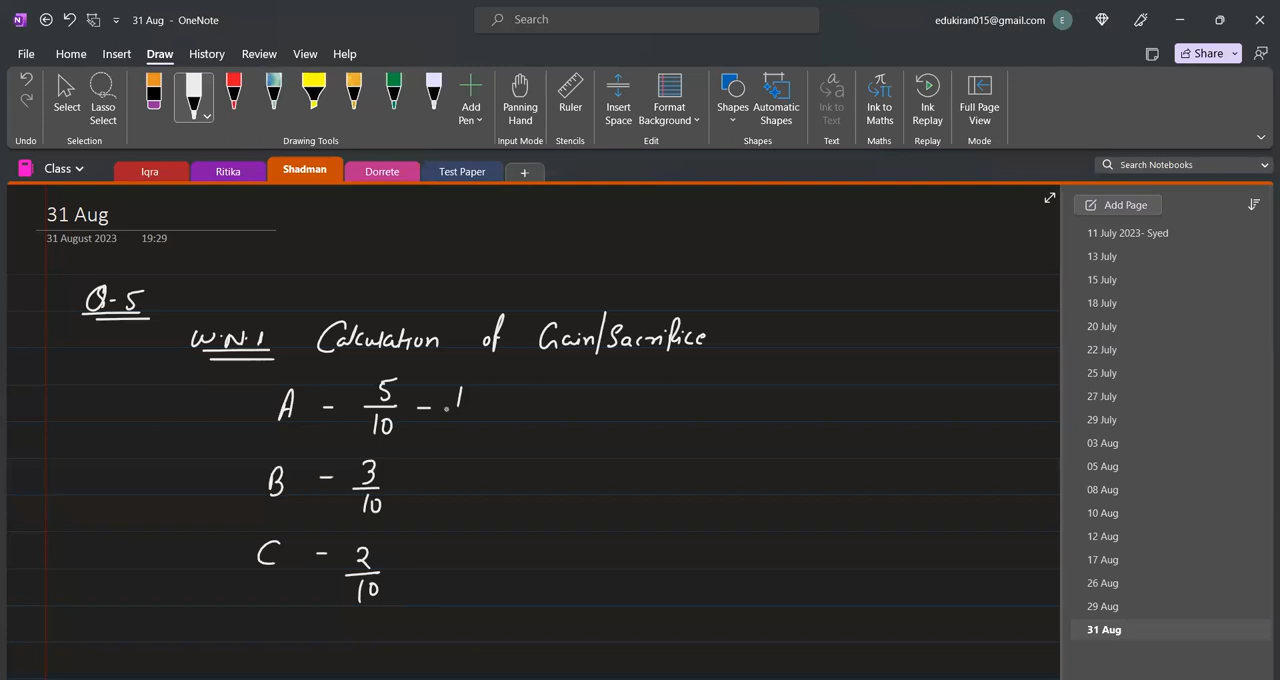 31 Aug - OneNote
Search
edukiran015@gmail.com E
File Home Insert Draw History Review View Help
Share
Select
Lasso Select
Add Pen
Panning Hand
Ruler
Insert Space
Format Background
Shapes
Automatic Shapes
Ink to Text
Ink to Maths
Ink Replay
Full Page View
Undo Selection Drawing Tools Input Mode Stencils Edit Shapes Text Maths Replay Mode
Class Iqra Ritika Shadman Dorrete Test Paper +
Search Notebooks
31 Aug
31 August 2023 19:29
Q-5
W.N.1 Calculation of Gain/Sacrifice
A - 5/10 - 1
B - 3/10
C - 2/10
Add Page
11 July 2023- Syed
13 July
15 July
18 July
20 July
22 July
25 July
27 July
29 July
03 Aug
05 Aug
08 Aug
10 Aug
12 Aug
17 Aug
26 Aug
29 Aug
31 Aug